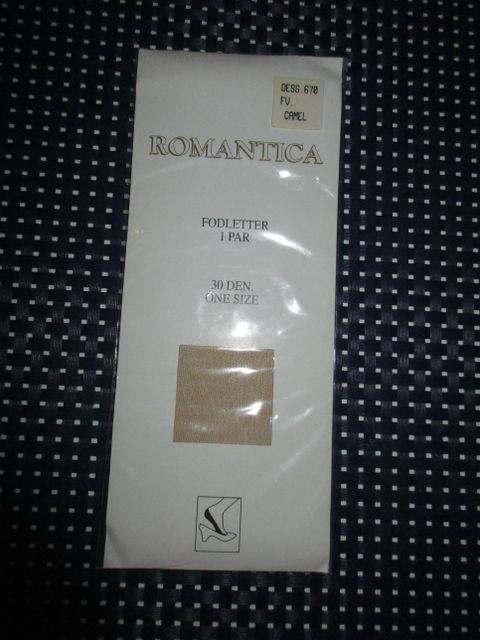 DESS.670
FV.
CAMEL
ROMANTICA
FODLETTER
1 PAR
30 DEN.
ONE SIZE